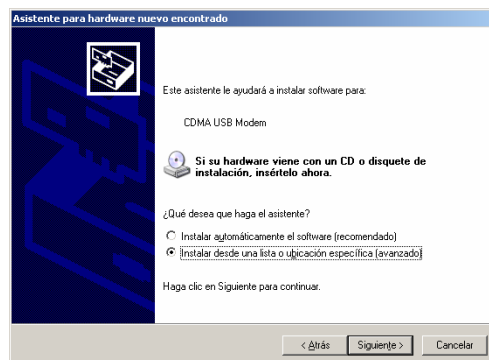 Asistente para hardware nuevo encontrado
Este asistente le ayudará a instalar software para:
CDMA USB Modem
Si su hardware viene con un CD o disquete de
instalación, insértelo ahora.
¿Qué desea que haga el asistente?
Instalar automáticamente el software (recomendado)
Instalar desde una lista o ubicación específica (avanzado)
Haga clic en Siguiente para continuar.
< Atrás Siguiente > Cancelar